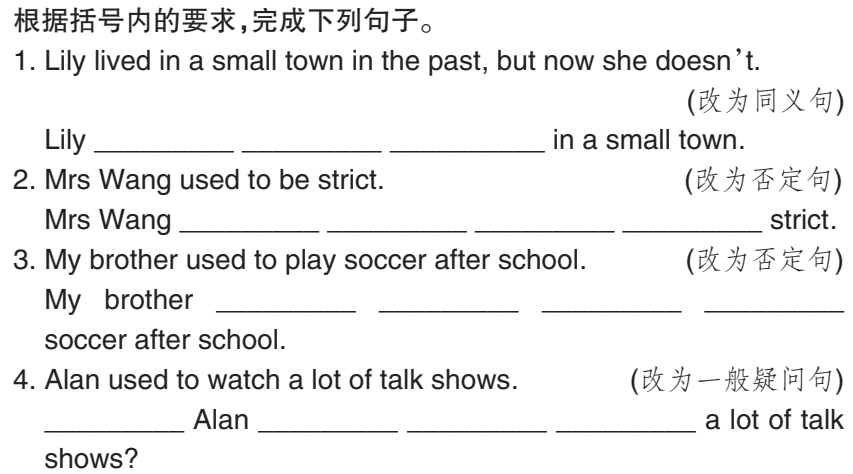 根据括号内的要求,完成下列句子。
1. Lily lived in a small town in the past, but now she doesn’t.
(改为同义句)
Lily _________ _________ __________ in a small town.
2. Mrs Wang used to be strict. (改为否定句)
Mrs Wang _________ _________ _________ _________ strict.
3. My brother used to play soccer after school. (改为否定句)
My brother _________ _________ _________ _________
soccer after school.
4. Alan used to watch a lot of talk shows. (改为一般疑问句)
_________ Alan _________ _________ _________ a lot of talk
shows?